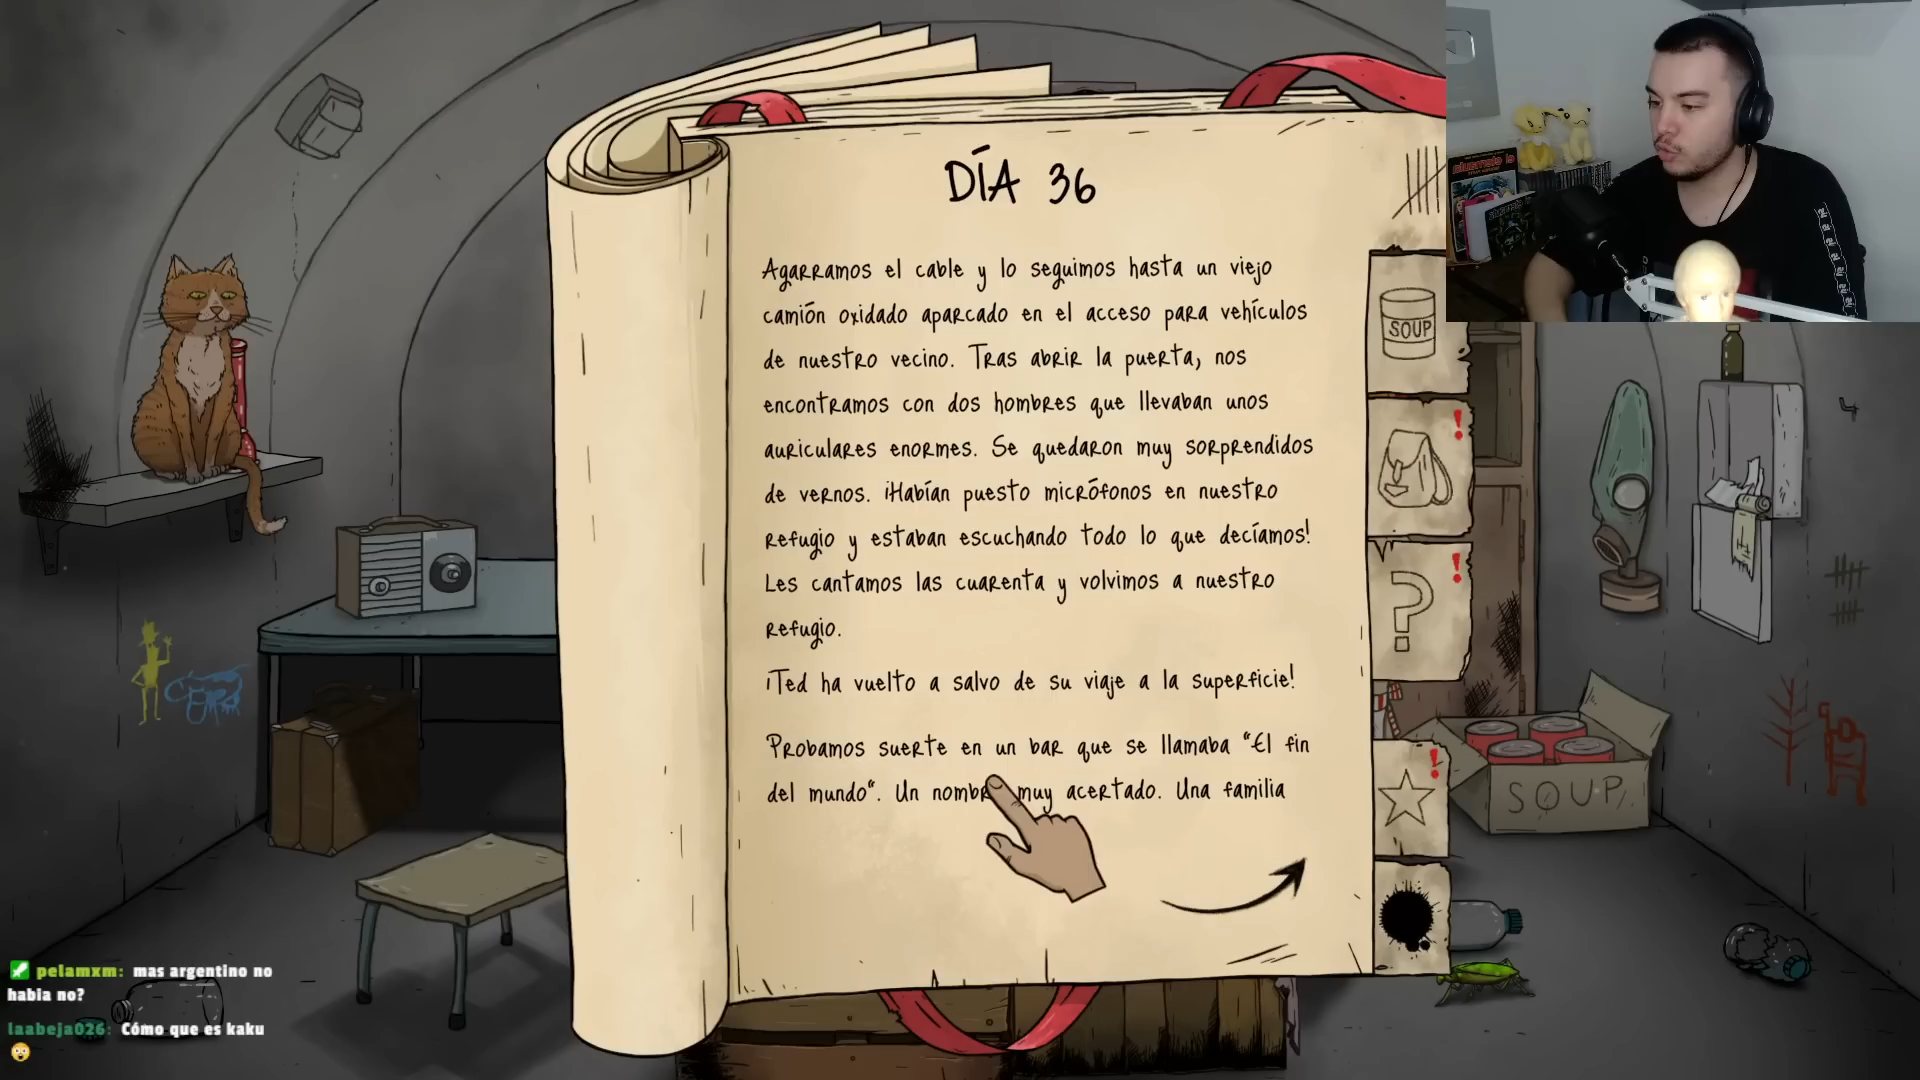 DÍA 36
Agarramos el cable y lo seguimos hasta un viejo
camión oxidado aparcado en el acceso para vehículos
de nuestro vecino. Tras abrir la puerta, nos
encontramos con dos hombres que llevaban unos
auriculares enormes. Se quedaron muy sorprendidos
de vernos. ¡Habían puesto micrófonos en nuestro
refugio y estaban escuchando todo lo que decíamos!
Les cantamos las cuarenta y volvimos a nuestro
refugio.
¡Ted ha vuelto a salvo de su viaje a la superficie!
Probamos suerte en un bar que se llamaba "El fin
del mundo". Un nombre muy acertado. Una familia
SOUP
!
!
?
!
SOUP
pelamxm: mas argentino no
habia no?
laabeja026: Cómo que es kaku